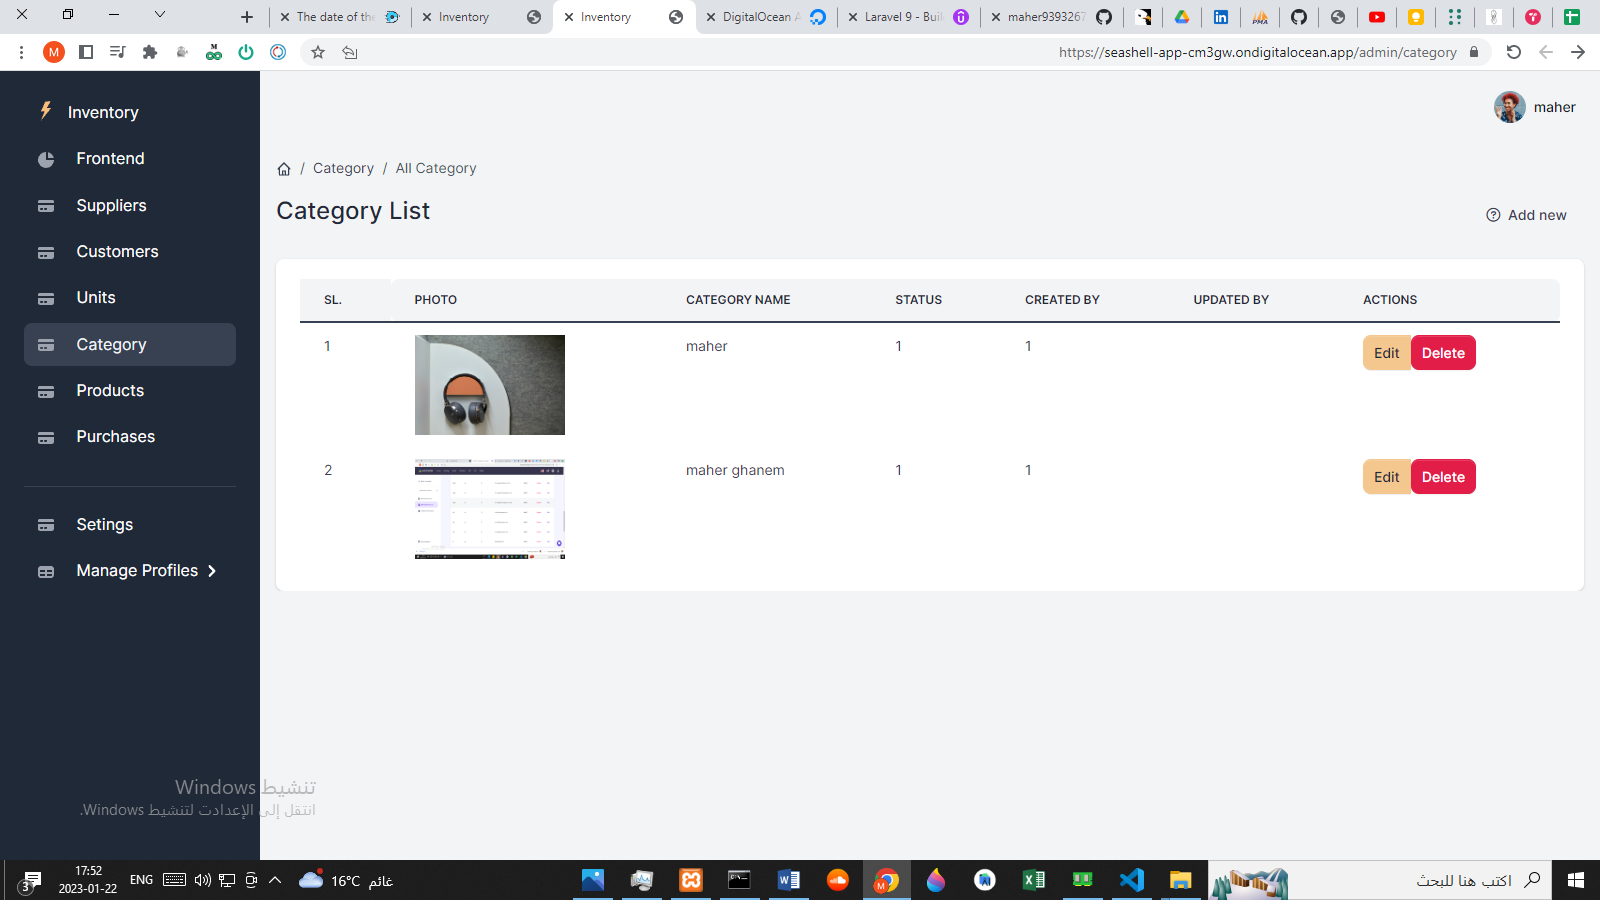 The date of the
Inventory
Inventory
DigitalOcean A
Laravel 9 - Buil
maher9393267
https://seashell-app-cm3gw.ondigitalocean.app/admin/category
M
Inventory
Frontend
Suppliers
Customers
Units
Category
Products
Purchases
Setings
Manage Profiles
maher
/ Category / All Category
Category List
Add new
SL. PHOTO CATEGORY NAME STATUS CREATED BY UPDATED BY ACTIONS
1 maher 1 1 Edit Delete
2 maher ghanem 1 1 Edit Delete
تنشيط Windows
انتقل إلى الإعدادت لتنشيط Windows.
3
17:52
2023-01-22
ENG
16°C غائم
اكتب هنا للبحث